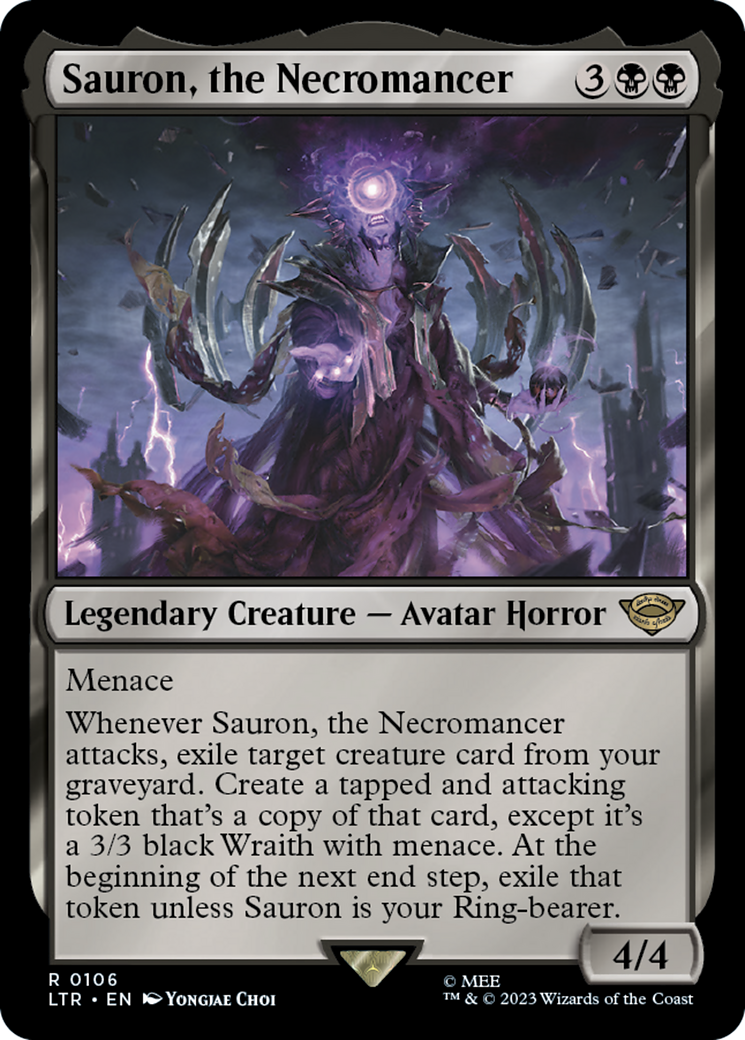 Sauron, the Necromancer 3
Legendary Creature — Avatar Horror
Menace
Whenever Sauron, the Necromancer
attacks, exile target creature card from your
graveyard. Create a tapped and attacking
token that's a copy of that card, except it's
a 3/3 black Wraith with menace. At the
beginning of the next end step, exile that
token unless Sauron is your Ring-bearer.
4/4
R 0106
LTR • EN Yongjae Choi
© MEE
™ & © 2023 Wizards of the Coast